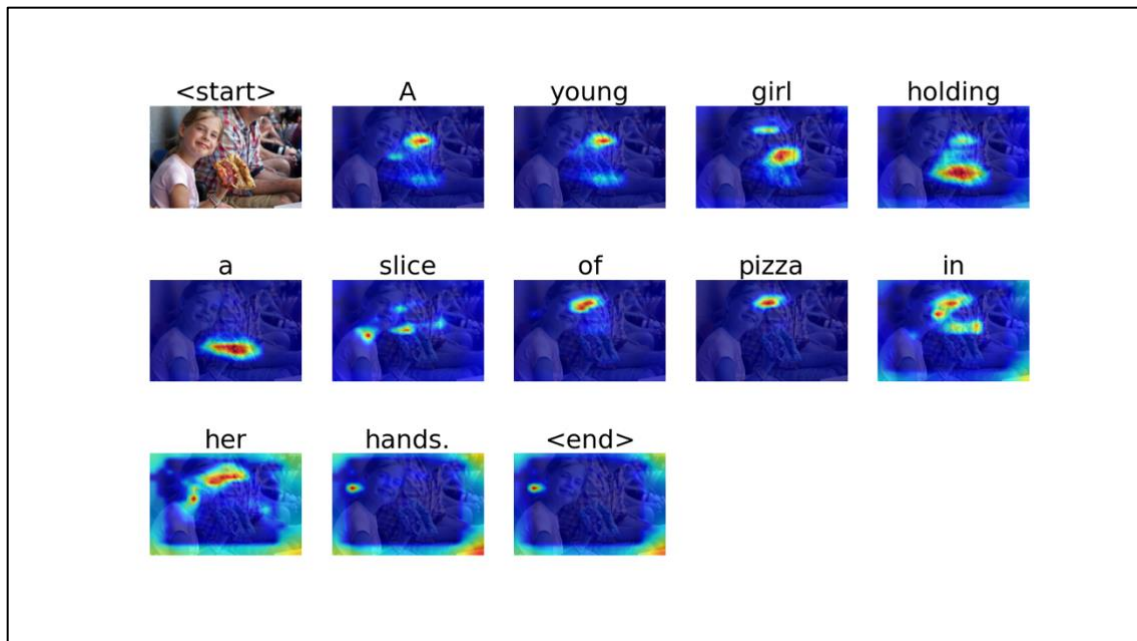 <start> A young girl holding
a slice of pizza in
her hands. <end>